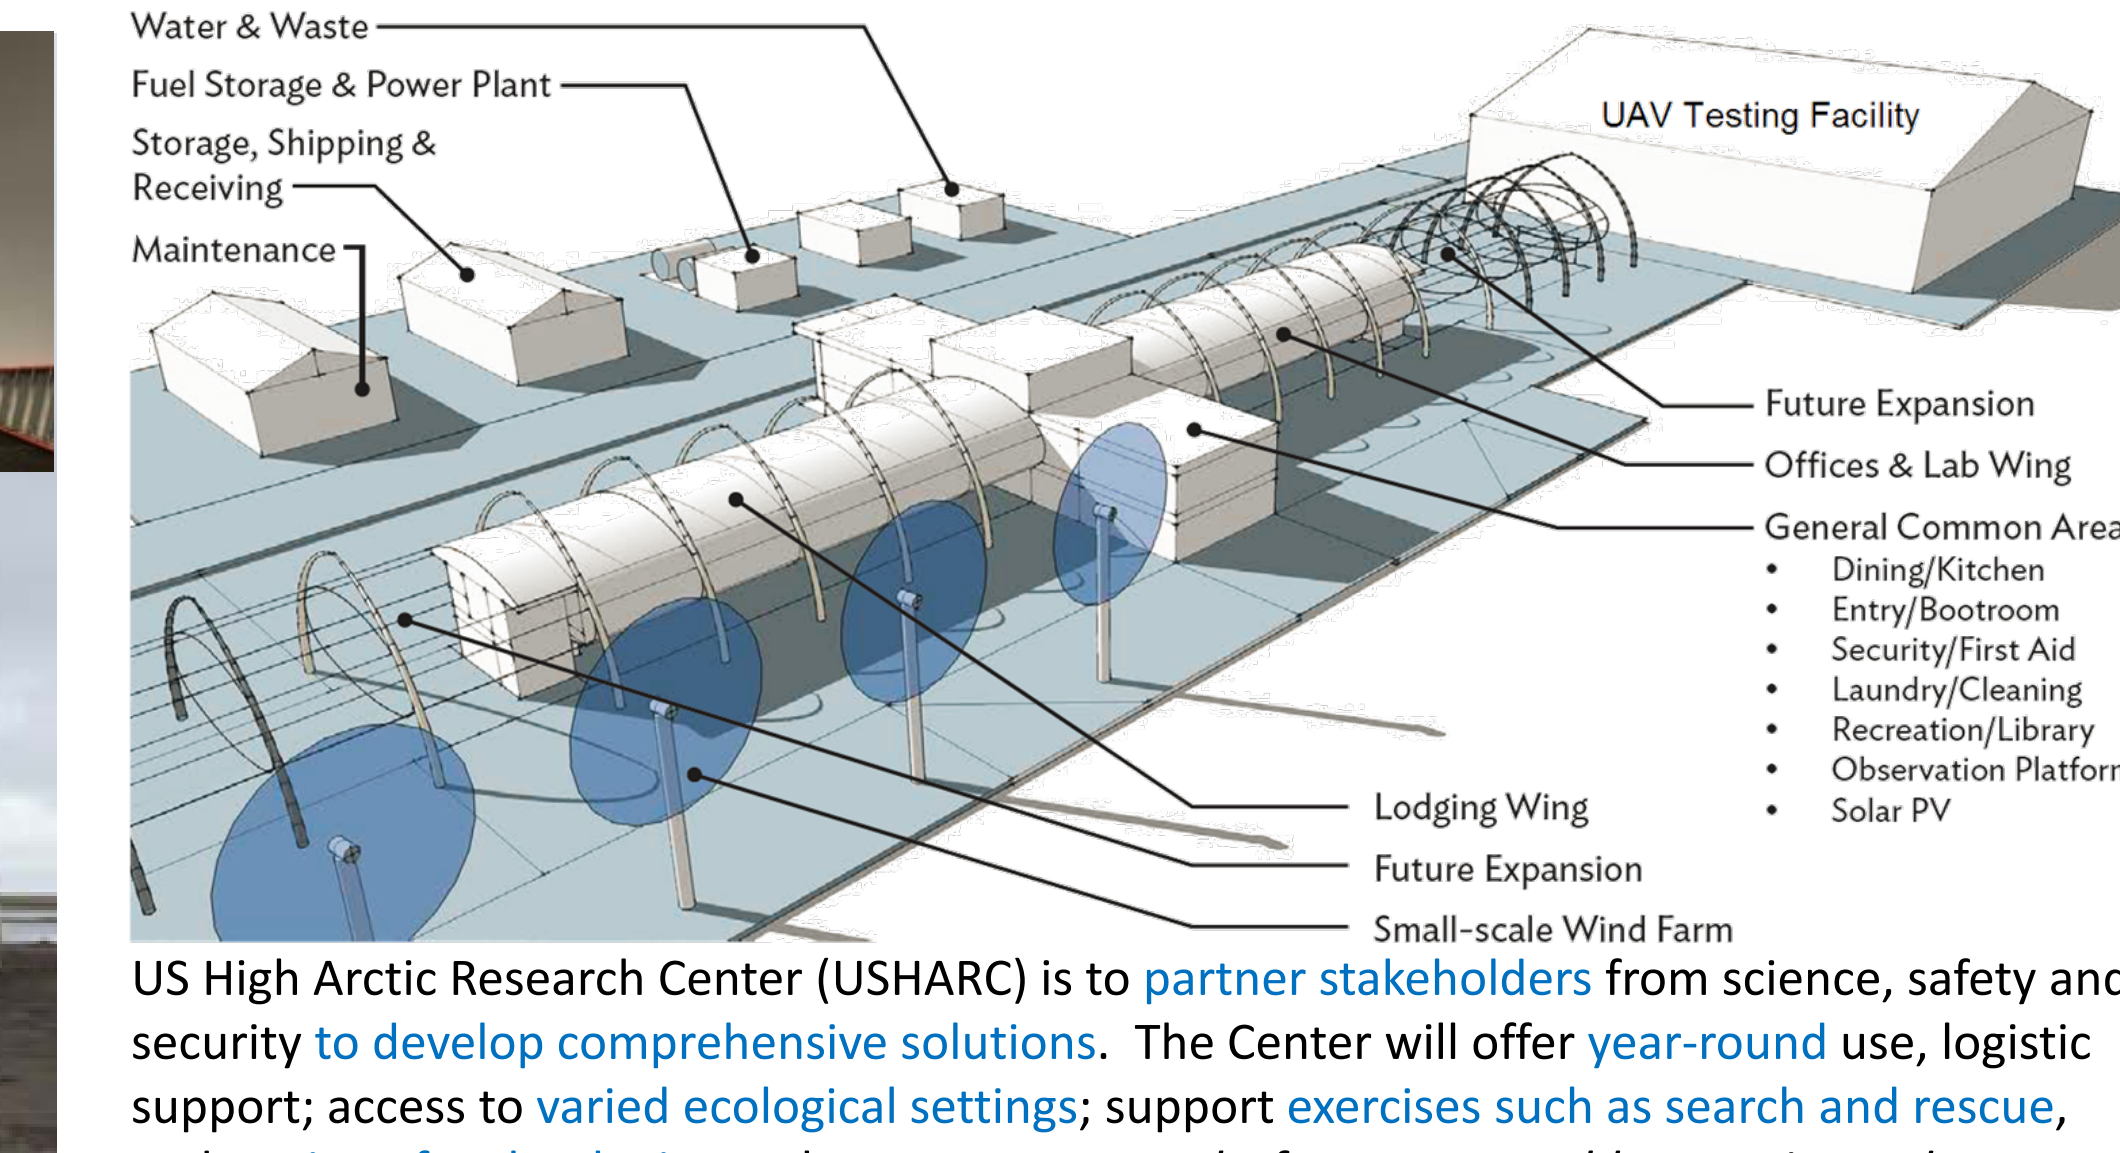 Water & Waste
Fuel Storage & Power Plant
Storage, Shipping &
Receiving
Maintenance
UAV Testing Facility
Future Expansion
Offices & Lab Wing
General Common Area
• Dining/Kitchen
• Entry/Bootroom
• Security/First Aid
• Laundry/Cleaning
• Recreation/Library
• Observation Platform
• Solar PV
Lodging Wing
Future Expansion
Small-scale Wind Farm
US High Arctic Research Center (USHARC) is to partner stakeholders from science, safety and
security to develop comprehensive solutions. The Center will offer year-round use, logistic
support; access to varied ecological settings; support exercises such as search and rescue,